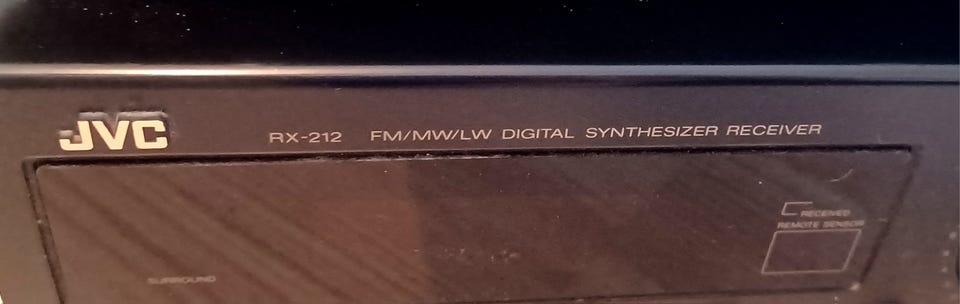 JVC RX-212 FM/MW/LW DIGITAL SYNTHESIZER RECEIVER
RECEIVED
REMOTE SENSOR
SURROUND